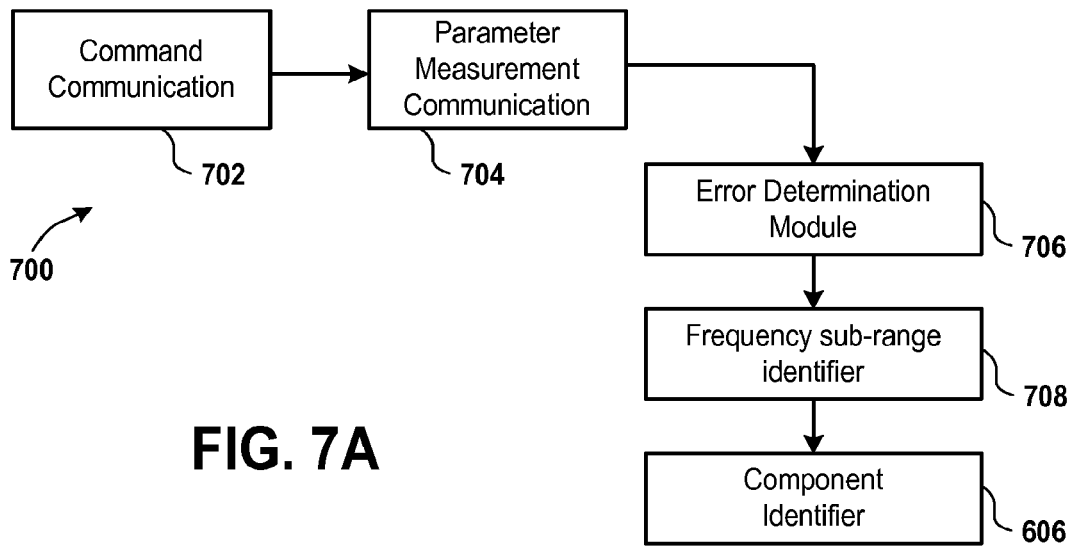 Command
Communication
702
Parameter
Measurement
Communication
704
700
Error Determination
Module
706
Frequency sub-range
identifier
708
Component
Identifier
606
FIG. 7A